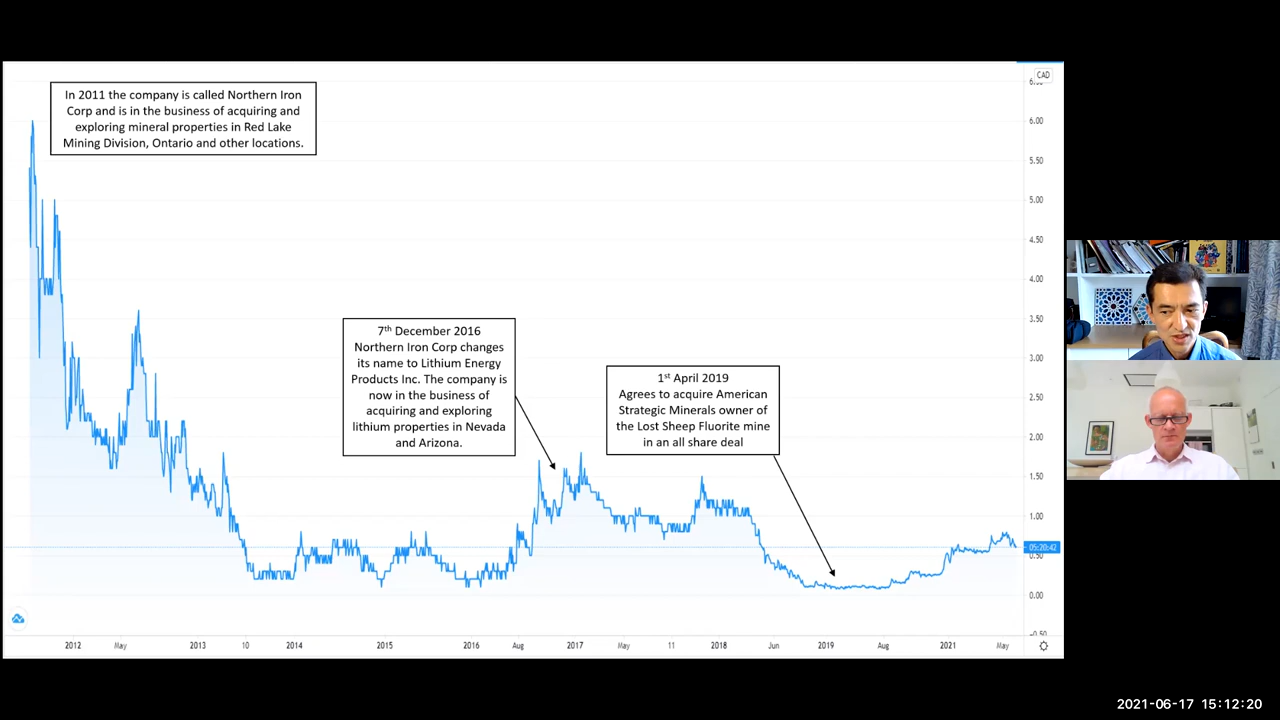 In 2011 the company is called Northern Iron
Corp and is in the business of acquiring and
exploring mineral properties in Red Lake
Mining Division, Ontario and other locations.
CAD
6.00
5.50
5.00
4.50
4.00
3.50
3.00
2.50
2.00
1.50
1.00
05:20:42
0.50
0.00
-0.50
7th December 2016
Northern Iron Corp changes
its name to Lithium Energy
Products Inc. The company is
now in the business of
acquiring and exploring
lithium properties in Nevada
and Arizona.
1st April 2019
Agrees to acquire American
Strategic Minerals owner of
the Lost Sheep Fluorite mine
in an all share deal
2012 May 2013 10 2014 2015 2016 Aug 2017 May 11 2018 Jun 2019 Aug 2021 May
2021-06-17 15:12:20